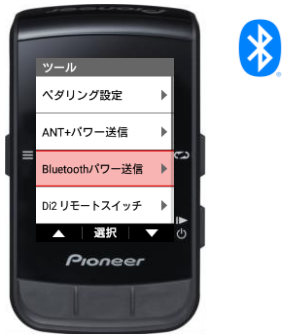 ツール
ペダリング設定
ANT+パワー送信
Bluetoothパワー送信
Di2 リモートスイッチ
選択
Pioneer